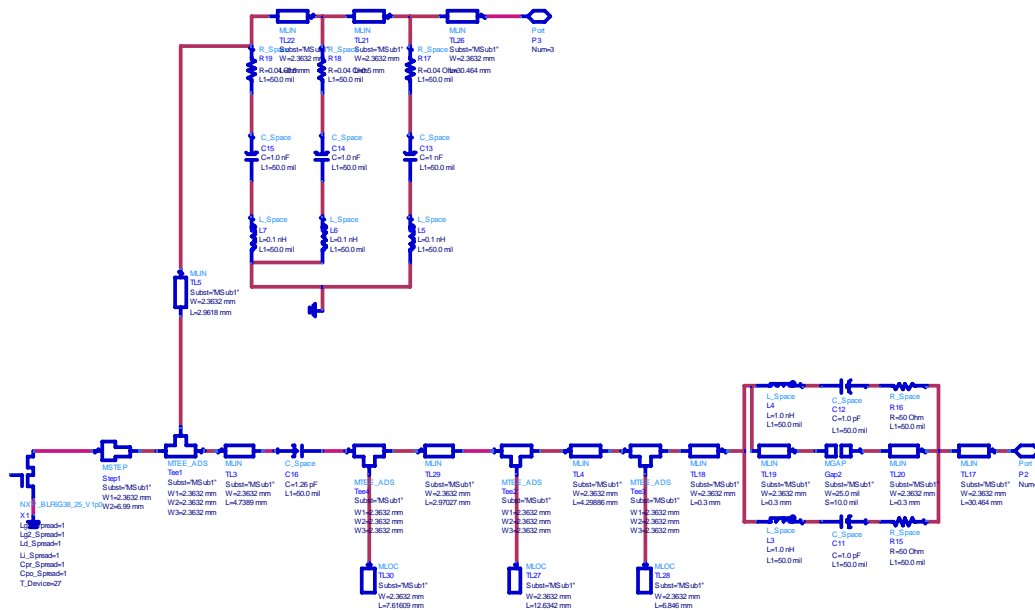 MLIN
TL22
Subst="MSub1"
W=2.3632 mm
MLIN
TL21
Subst="MSub1"
W=2.3632 mm
MLIN
TL26
Subst="MSub1"
W=2.3632 mm
L=30.464 mm
Port
P3
Num=3
R_Space
R19
L1=50.0 mil
R_Space
R18
L1=50.0 mil
R_Space
R17
R=0.04 Ohm
L1=50.0 mil
C_Space
C15
C=1.0 nF
L1=50.0 mil
C_Space
C14
C=1.0 nF
L1=50.0 mil
C_Space
C13
C=1 nF
L1=50.0 mil
L_Space
L7
L=0.1 nH
L1=50.0 mil
L_Space
L6
L=0.1 nH
L1=50.0 mil
L_Space
L5
L=0.1 nH
L1=50.0 mil
MLIN
TL5
Subst="MSub1"
W=2.3632 mm
L=2.9618 mm
X1
Lg2_Spread=1
Ld_Spread=1
Li_Spread=1
Cpr_Spread=1
Cpo_Spread=1
T_Device=27
MSTEP
Step1
Subst="MSub1"
W1=2.3632 mm
W2=6.99 mm
MTEE_ADS
Tee1
Subst="MSub1"
W1=2.3632 mm
W2=2.3632 mm
W3=2.3632 mm
MLIN
TL3
Subst="MSub1"
W=2.3632 mm
L=4.7389 mm
C_Space
C16
C=1.26 pF
L1=50.0 mil
MTEE_ADS
Tee4
Subst="MSub1"
W1=2.3632 mm
W2=2.3632 mm
W3=2.3632 mm
MLIN
TL29
Subst="MSub1"
W=2.3632 mm
L=2.97027 mm
MTEE_ADS
Tee2
Subst="MSub1"
W1=2.3632 mm
W2=2.3632 mm
W3=2.3632 mm
MLIN
TL4
Subst="MSub1"
W=2.3632 mm
L=4.29886 mm
MTEE_ADS
Tee3
Subst="MSub1"
W1=2.3632 mm
W2=2.3632 mm
W3=2.3632 mm
MLIN
TL18
Subst="MSub1"
W=2.3632 mm
L=0.3 mm
L_Space
L4
L=1.0 nH
L1=50.0 mil
C_Space
C12
C=1.0 pF
L1=50.0 mil
R_Space
R16
R=50 Ohm
L1=50.0 mil
MLIN
TL19
Subst="MSub1"
W=2.3632 mm
L=0.3 mm
MGAP
Gap2
Subst="MSub1"
W=25.0 mil
S=10.0 mil
MLIN
TL20
Subst="MSub1"
W=2.3632 mm
L=0.3 mm
MLIN
TL17
Subst="MSub1"
W=2.3632 mm
L=30.464 mm
Port
P2
L_Space
L3
L=1.0 nH
L1=50.0 mil
C_Space
C11
C=1.0 pF
L1=50.0 mil
R_Space
R15
R=50 Ohm
L1=50.0 mil
MLOC
TL30
Subst="MSub1"
W=2.3632 mm
L=7.61609 mm
MLOC
TL27
Subst="MSub1"
W=2.3632 mm
L=12.6342 mm
MLOC
TL28
Subst="MSub1"
W=2.3632 mm
L=6.846 mm